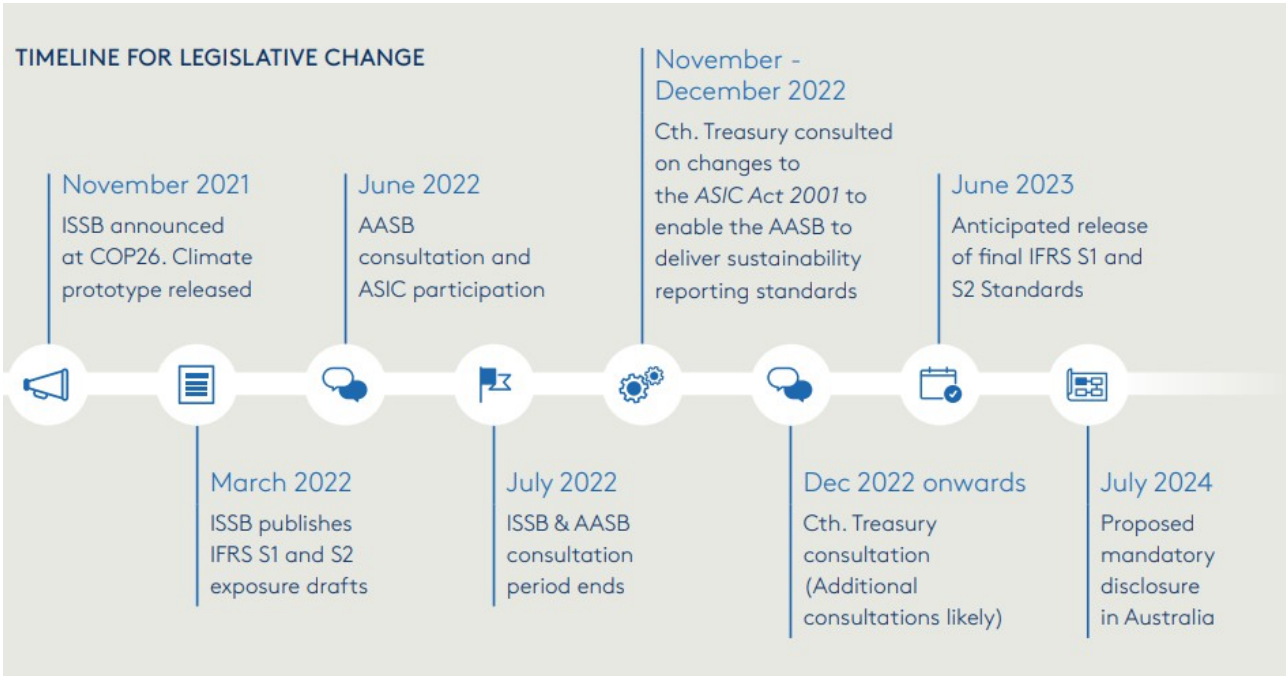 TIMELINE FOR LEGISLATIVE CHANGE
November 2021
ISSB announced
at COP26. Climate
prototype released
March 2022
ISSB publishes
IFRS S1 and S2
exposure drafts
June 2022
AASB
consultation and
ASIC participation
July 2022
ISSB & AASB
consultation
period ends
November -
December 2022
Cth. Treasury consulted
on changes to
the ASIC Act 2001 to
enable the AASB to
deliver sustainability
reporting standards
Dec 2022 onwards
Cth. Treasury
consultation
(Additional
consultations likely)
June 2023
Anticipated release
of final IFRS S1 and
S2 Standards
July 2024
Proposed
mandatory
disclosure
in Australia